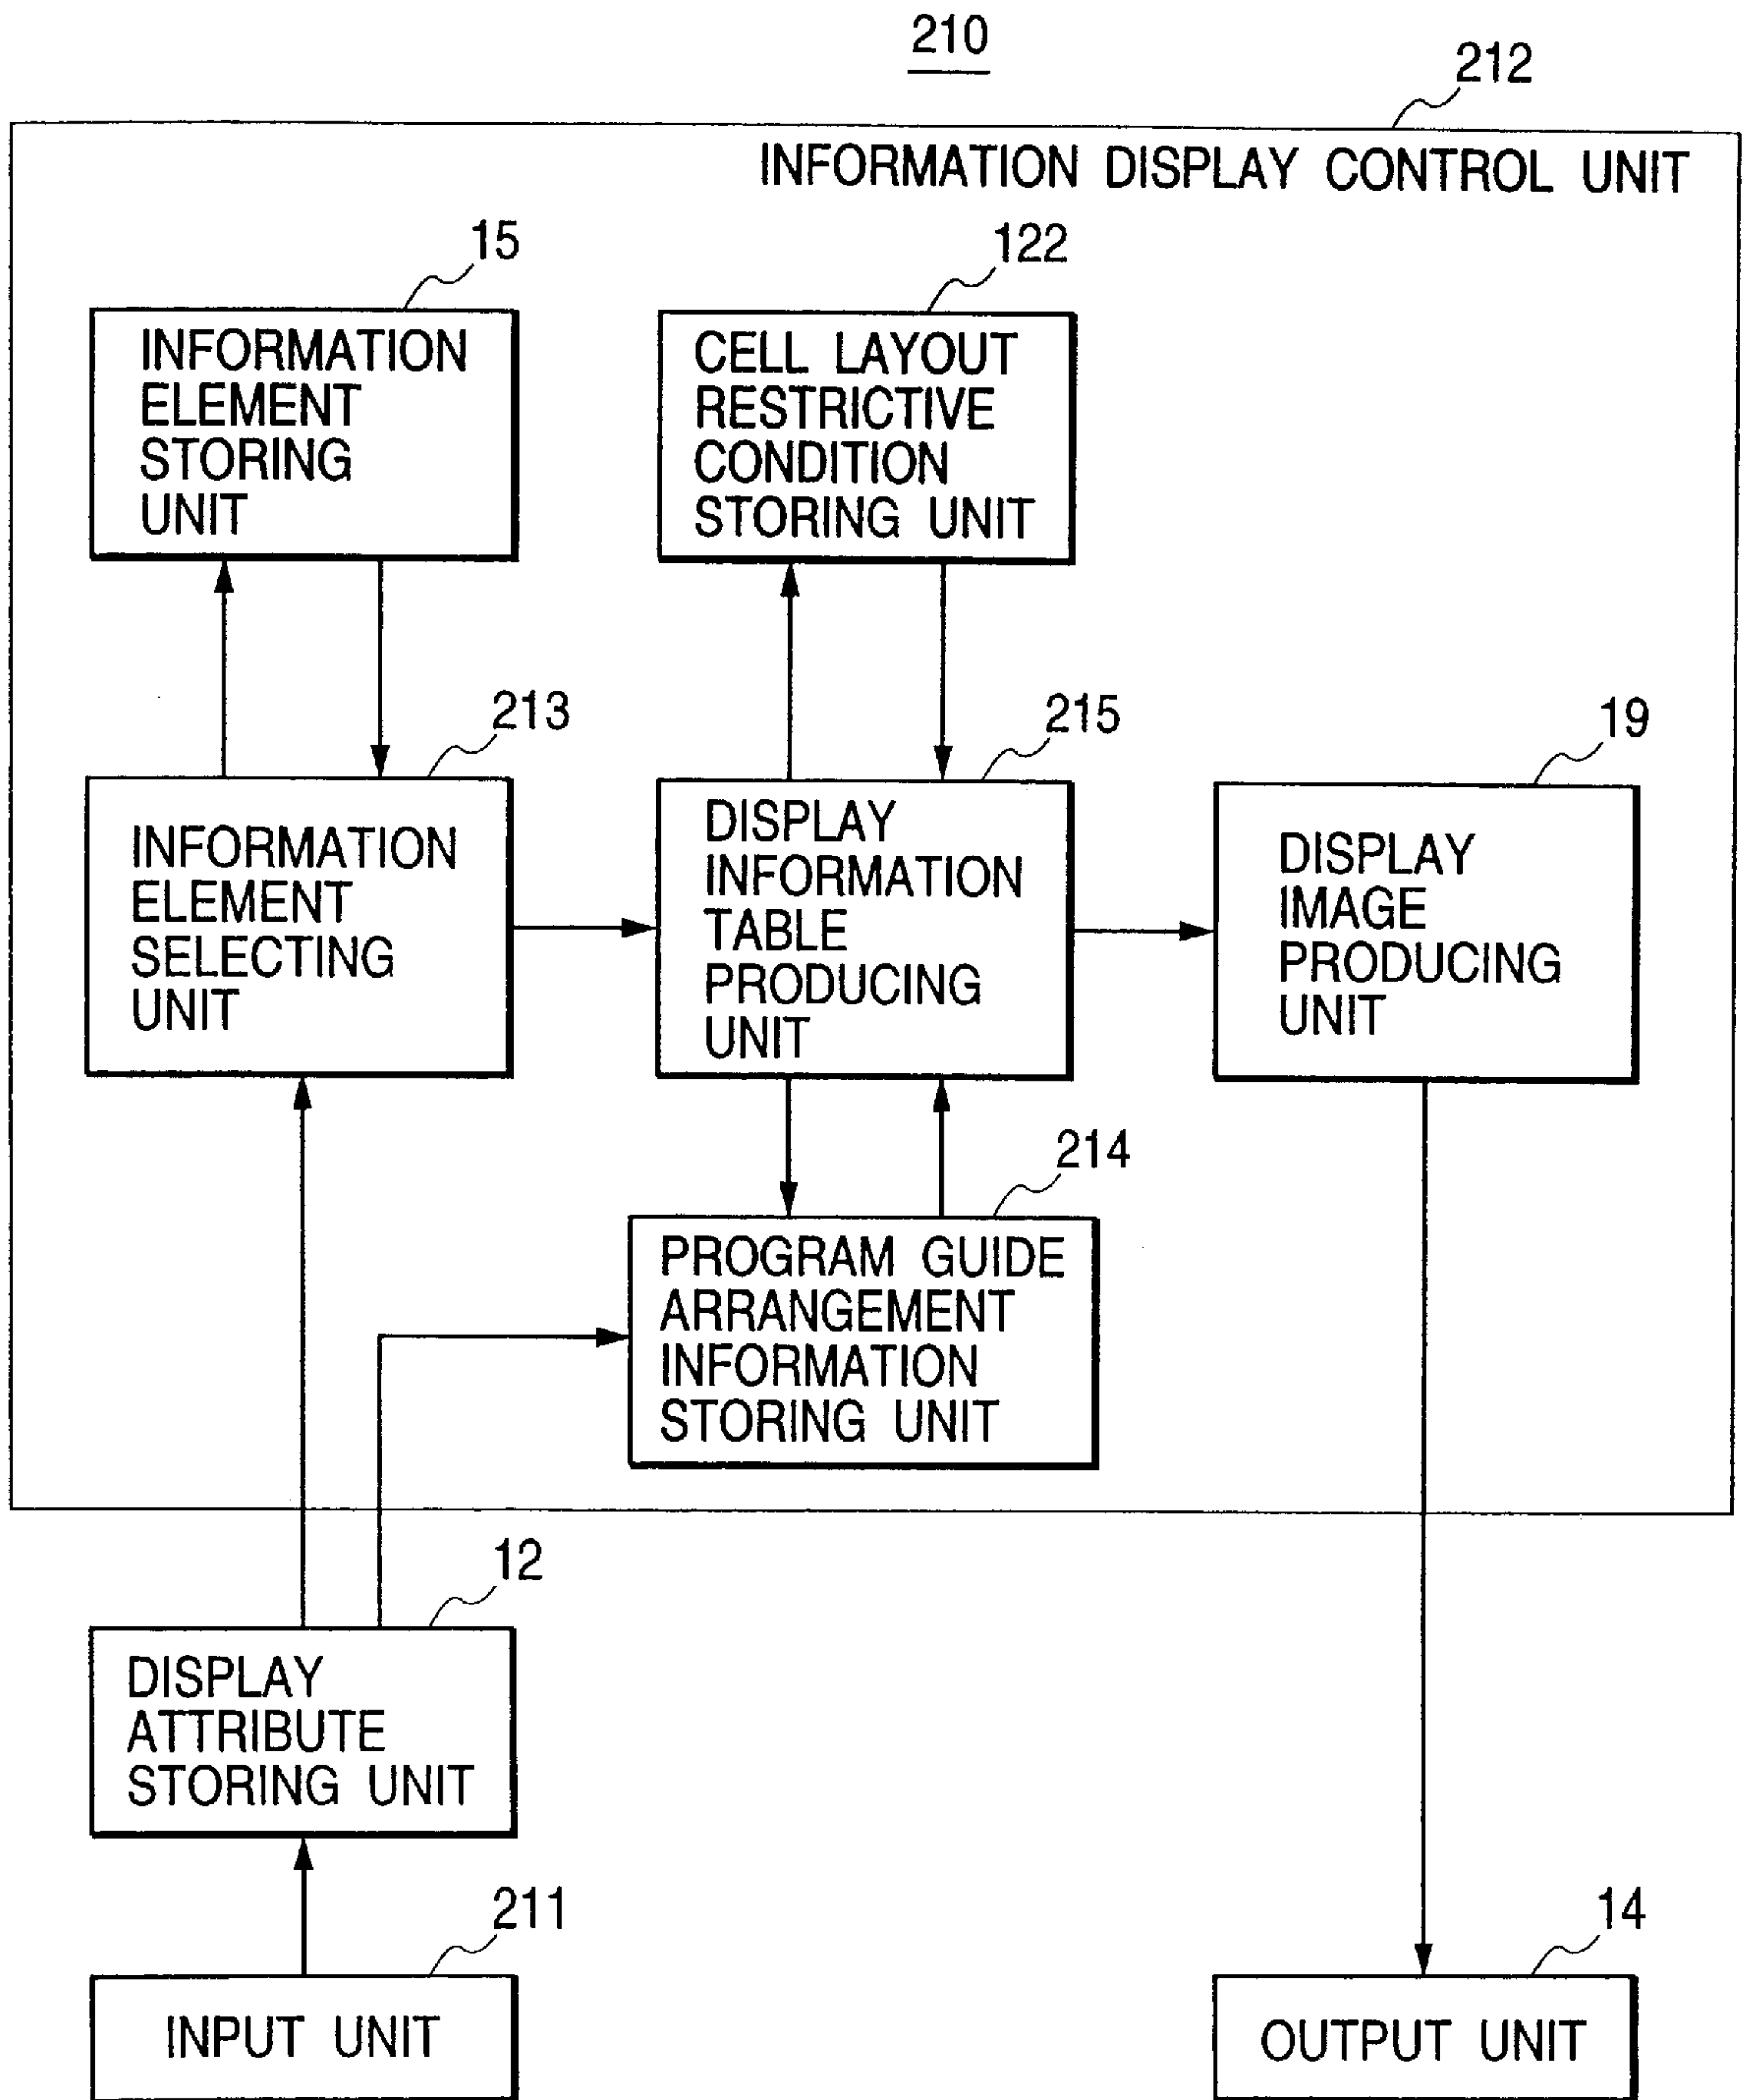 210
212
INFORMATION DISPLAY CONTROL UNIT
15
INFORMATION
ELEMENT
STORING
UNIT
122
CELL LAYOUT
RESTRICTIVE
CONDITION
STORING UNIT
213
INFORMATION
ELEMENT
SELECTING
UNIT
215
DISPLAY
INFORMATION
TABLE
PRODUCING
UNIT
19
DISPLAY
IMAGE
PRODUCING
UNIT
214
PROGRAM GUIDE
ARRANGEMENT
INFORMATION
STORING UNIT
12
DISPLAY
ATTRIBUTE
STORING UNIT
211
INPUT UNIT
14
OUTPUT UNIT